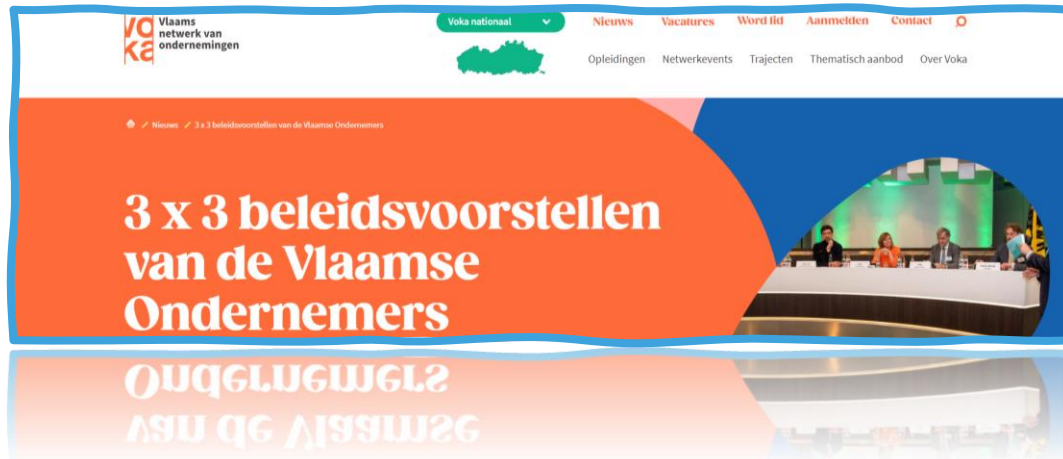 VO
Ka
Vlaams
netwerk van
ondernemingen
Voka nationaal
Nieuws Vacatures Word lid Aanmelden Contact
Opleidingen Netwerkevents Trajecten Thematisch aanbod Over Voka
Nieuws / 3 x 3 beleidsvoorstellen van de Vlaamse Ondernemers
3 x 3 beleidsvoorstellen
van de Vlaamse
Ondernemers